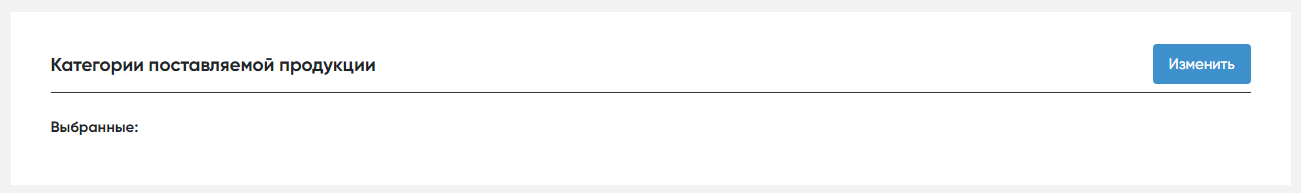 Категории поставляемой продукции
Изменить
Выбранные: